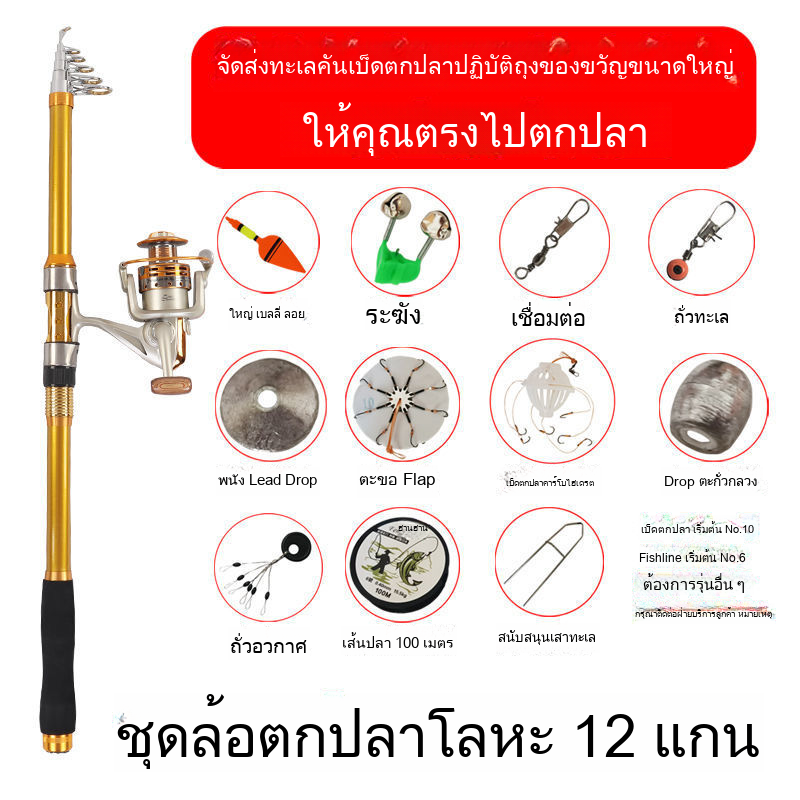 จัดส่งทะเลคันเบ็ดตกปลาปฏิบัติถุงของขวัญขนาดใหญ่
ให้คุณตรงไปตกปลา
ใหญ่ เบลลี่ ลอย
ระฆัง
เชื่อมต่อ
ถั่วทะเล
พนัง Lead Drop
ตะขอ Flap
เบ็ดตกปลาคาร์โบไฮเดรต
Drop ตะกั่วกลวง
เบ็ดตกปลา เริ่มต้น No.10
Fishline เริ่มต้น No.6
ต้องการรุ่นอื่น ๆ
กรุณาติดต่อฝ่ายบริการลูกค้า หมายเหตุ
ฮ่านฮ่าน
100M
ถั่วอวกาศ
เส้นปลา 100 เมตร
สนับสนุนเสาทะเล
ชุดล้อตกปลาโลหะ 12 แกน